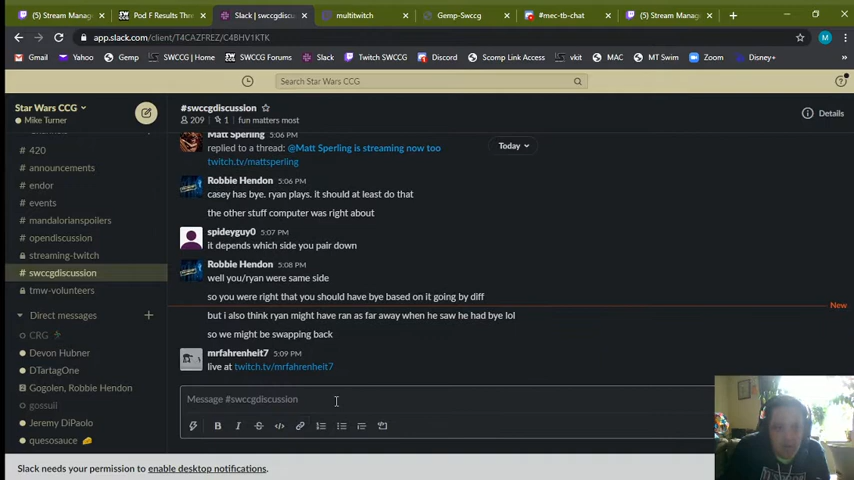 (5) Stream Manage
Pod F Results Thre
Slack | swccgdiscu
multitwitch
Gemp-Swccg
#mec-tb-chat
(5) Stream Manag
app.slack.com/client/T4CAZFREZ/C4BHV1KTK
Gmail
Yahoo
Gemp
SWCCG | Home
SWCCG Forums
Slack
Twitch SWCCG
Discord
Scomp Link Access
vkit
MAC
MT Swim
Zoom
Disney+
Search Star Wars CCG
Star Wars CCG
Mike Turner
# 420
# announcements
# endor
# events
# mandalorianspoilers
# opendiscussion
streaming-twitch
# swccgdiscussion
# tmw-volunteers
Direct messages
CRG
Devon Hubner
DTartagOne
Gogolen, Robbie Hendon
gossuli
Jeremy DiPaolo
quesosauce
#swccgdiscussion
209 1 | fun matters most
Details
Today
Matt Sperling 5:06 PM
replied to a thread: @Matt Sperling is streaming now too
twitch.tv/mattsperling
Robbie Hendon 5:06 PM
casey has bye. ryan plays. it should at least do that
the other stuff computer was right about
spideyguy0 5:07 PM
it depends which side you pair down
Robbie Hendon 5:08 PM
well you/ryan were same side
so you were right that you should have bye based on it going by diff
New
but i also think ryan might have ran as far away when he saw he had bye lol
so we might be swapping back
mrfahrenheit7 5:09 PM
live at twitch.tv/mrfahrenheit7
Message #swccgdiscussion
Slack needs your permission to enable desktop notifications.